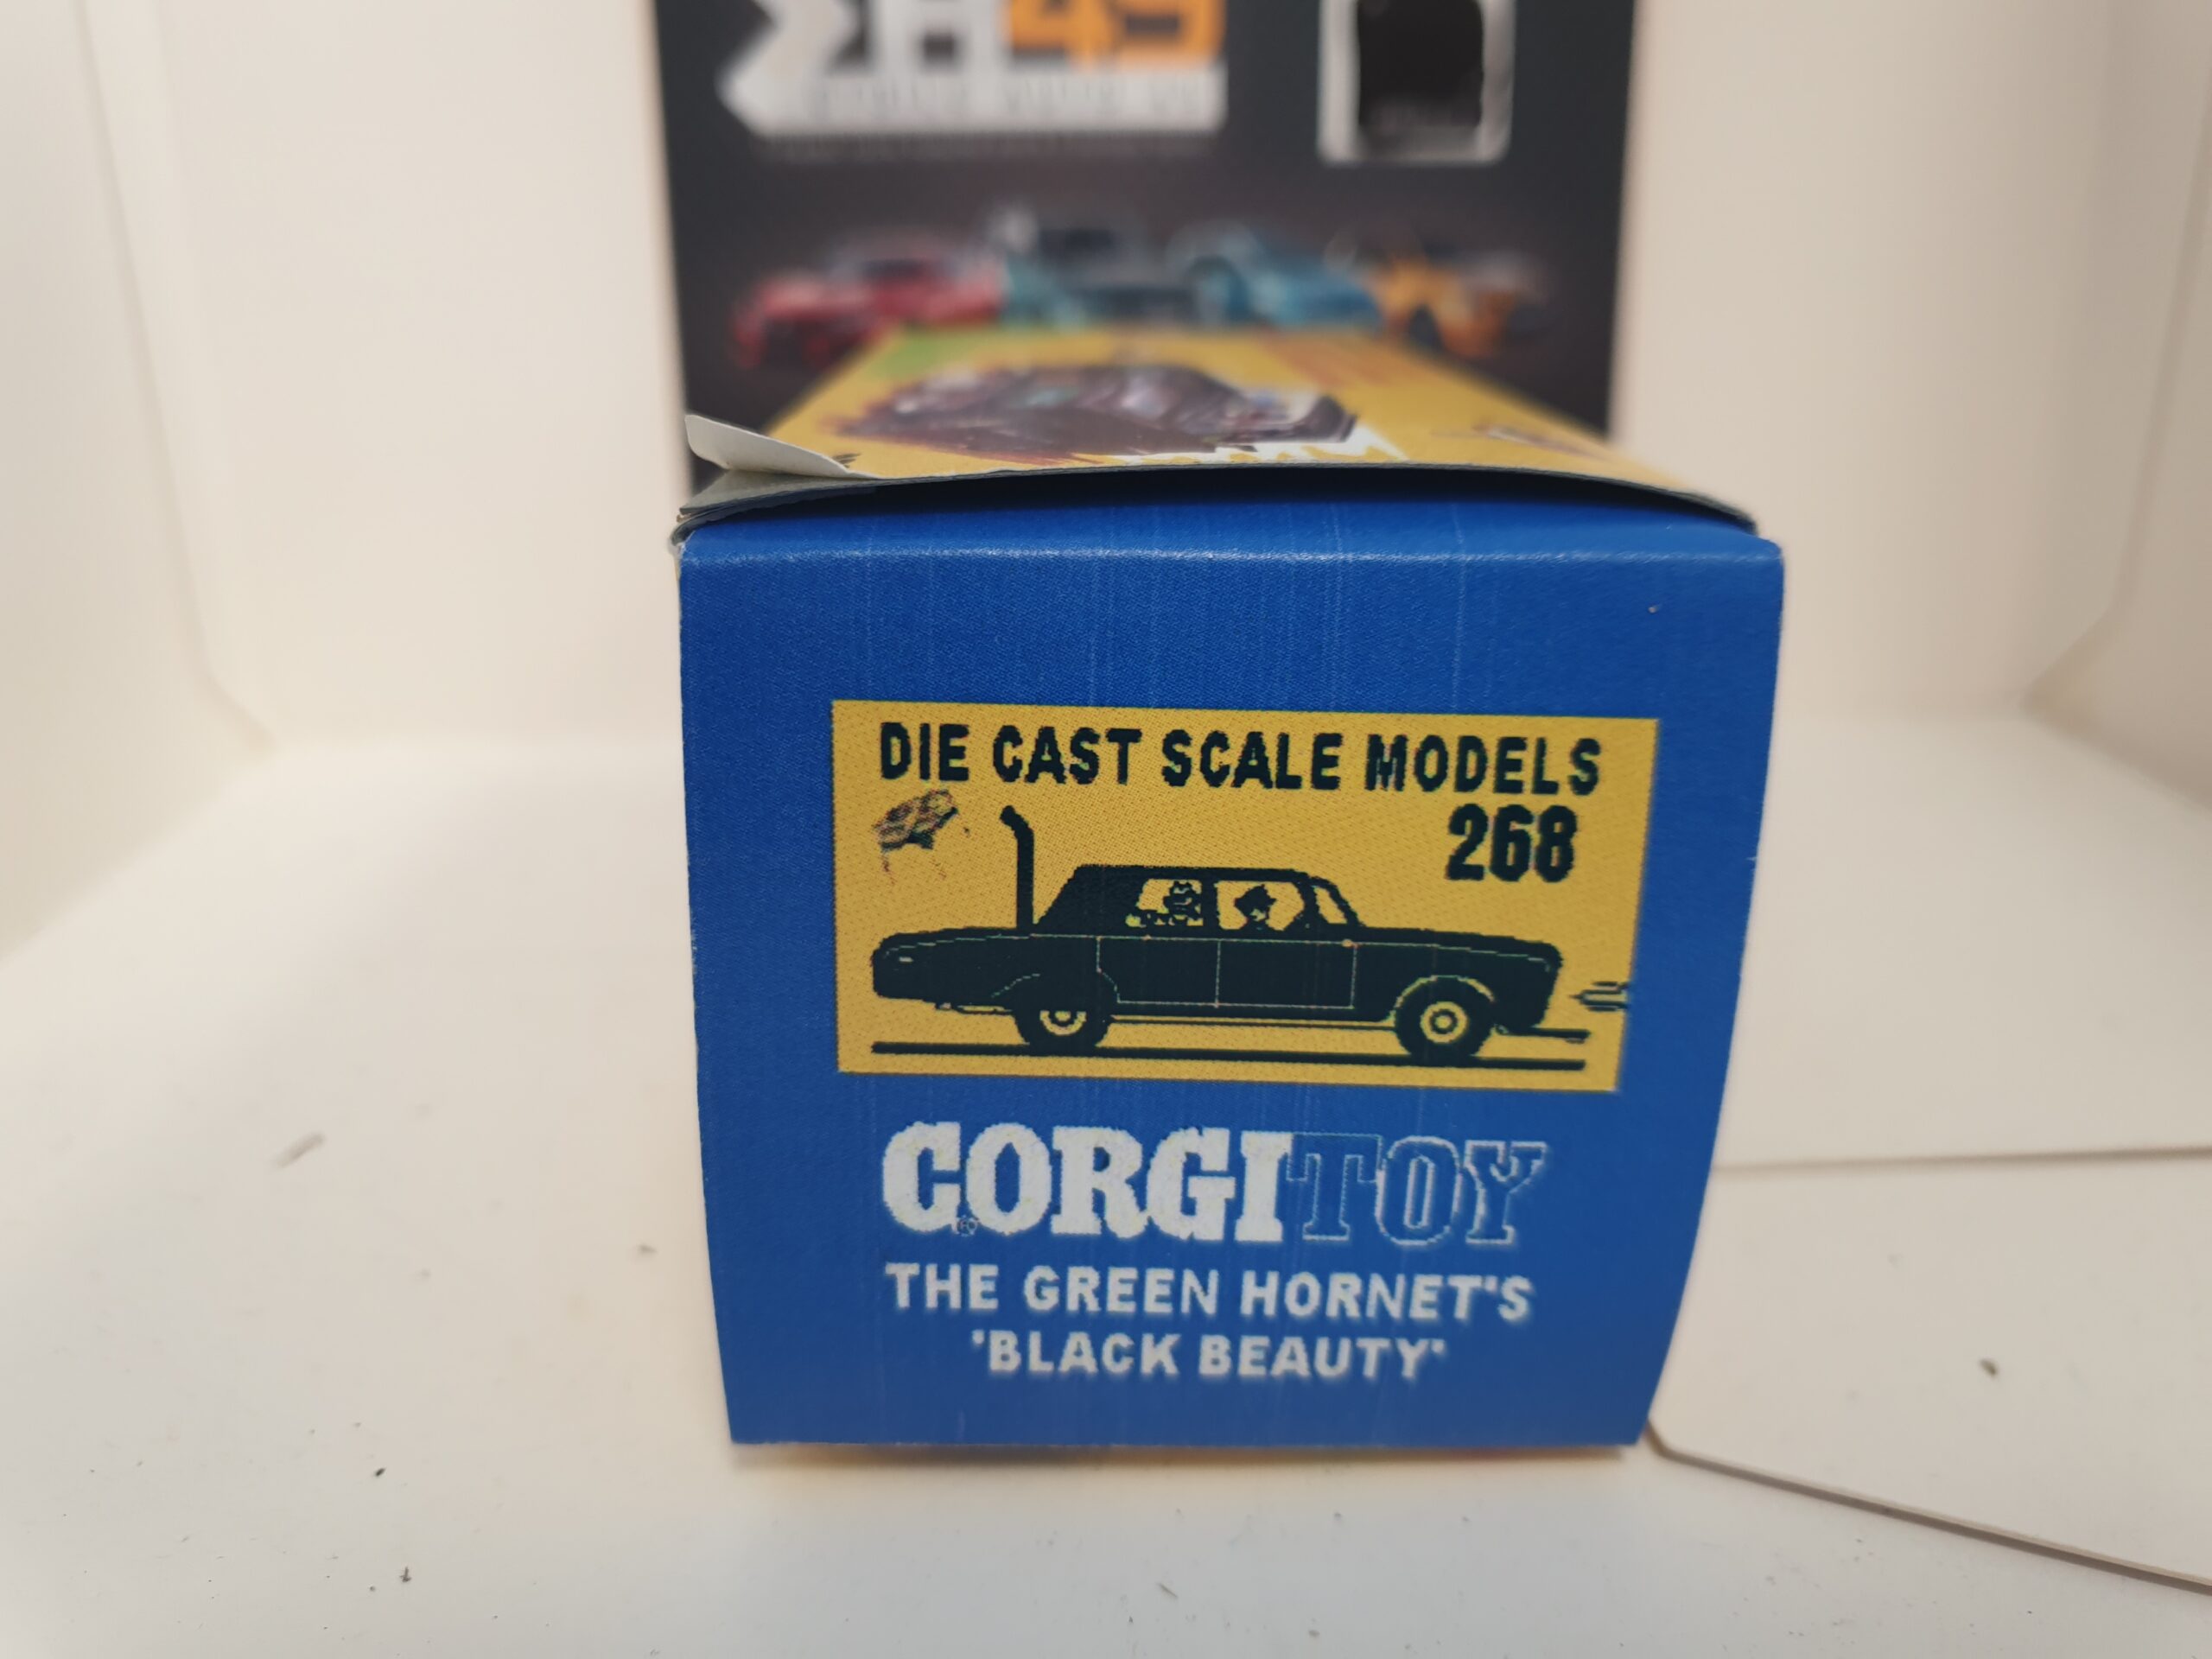 DIE CAST SCALE MODELS
268
CORGI TOY
THE GREEN HORNET'S
'BLACK BEAUTY'